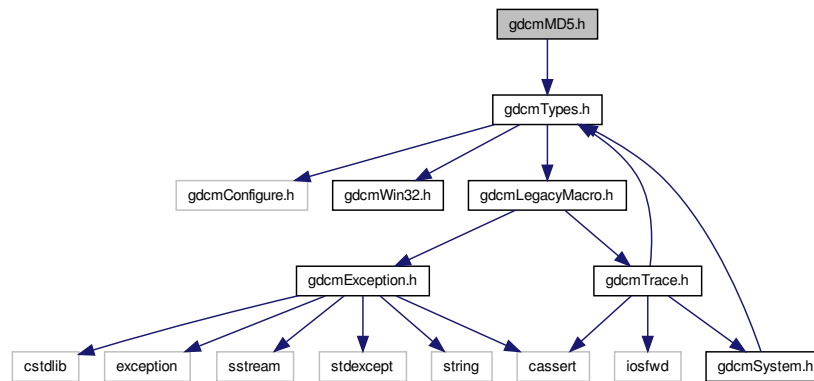 gdcmMD5.h
gdcmTypes.h
gdcmConfigure.h
gdcmWin32.h
gdcmLegacyMacro.h
gdcmException.h
gdcmTrace.h
cstdlib
exception
sstream
stdexcept
string
cassert
iosfwd
gdcmSystem.h